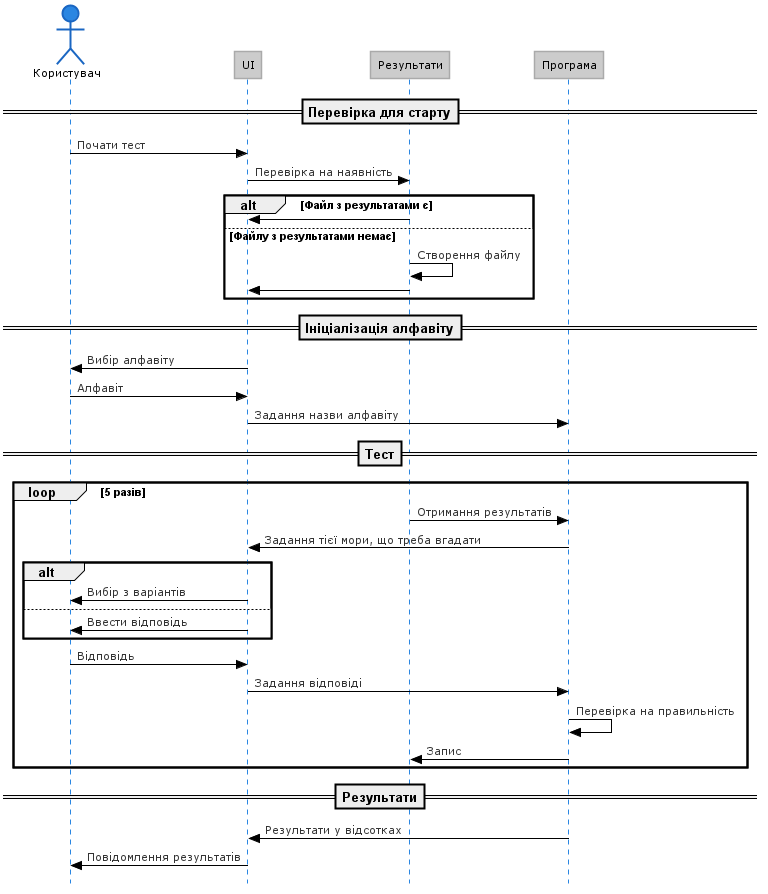 Користувач
UI
Результати
Програма
Перевірка для старту
Почати тест
Перевірка на наявність
alt
[Файл з результатами є]
[Файлу з результатами немає]
Створення файлу
Ініціалізація алфавіту
Вибір алфавіту
Алфавіт
Задання назви алфавіту
Тест
loop
[5 разів]
Отримання результатів
Задання тієї мори, що треба вгадати
alt
Вибір з варіантів
Ввести відповідь
Відповідь
Задання відповіді
Перевірка на правильність
Запис
Результати
Результати у відсотках
Повідомлення результатів